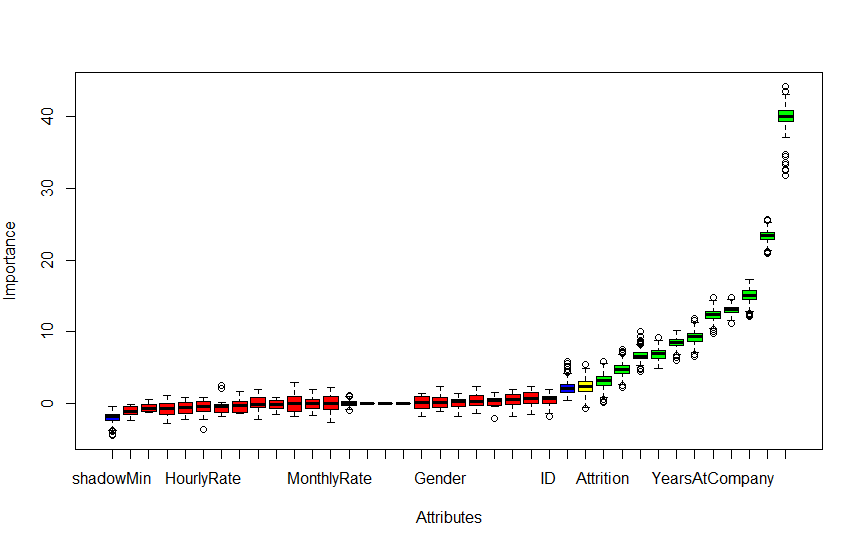 Importance
40
30
20
10
0
shadowMin HourlyRate MonthlyRate Gender ID Attrition YearsAtCompany
Attributes